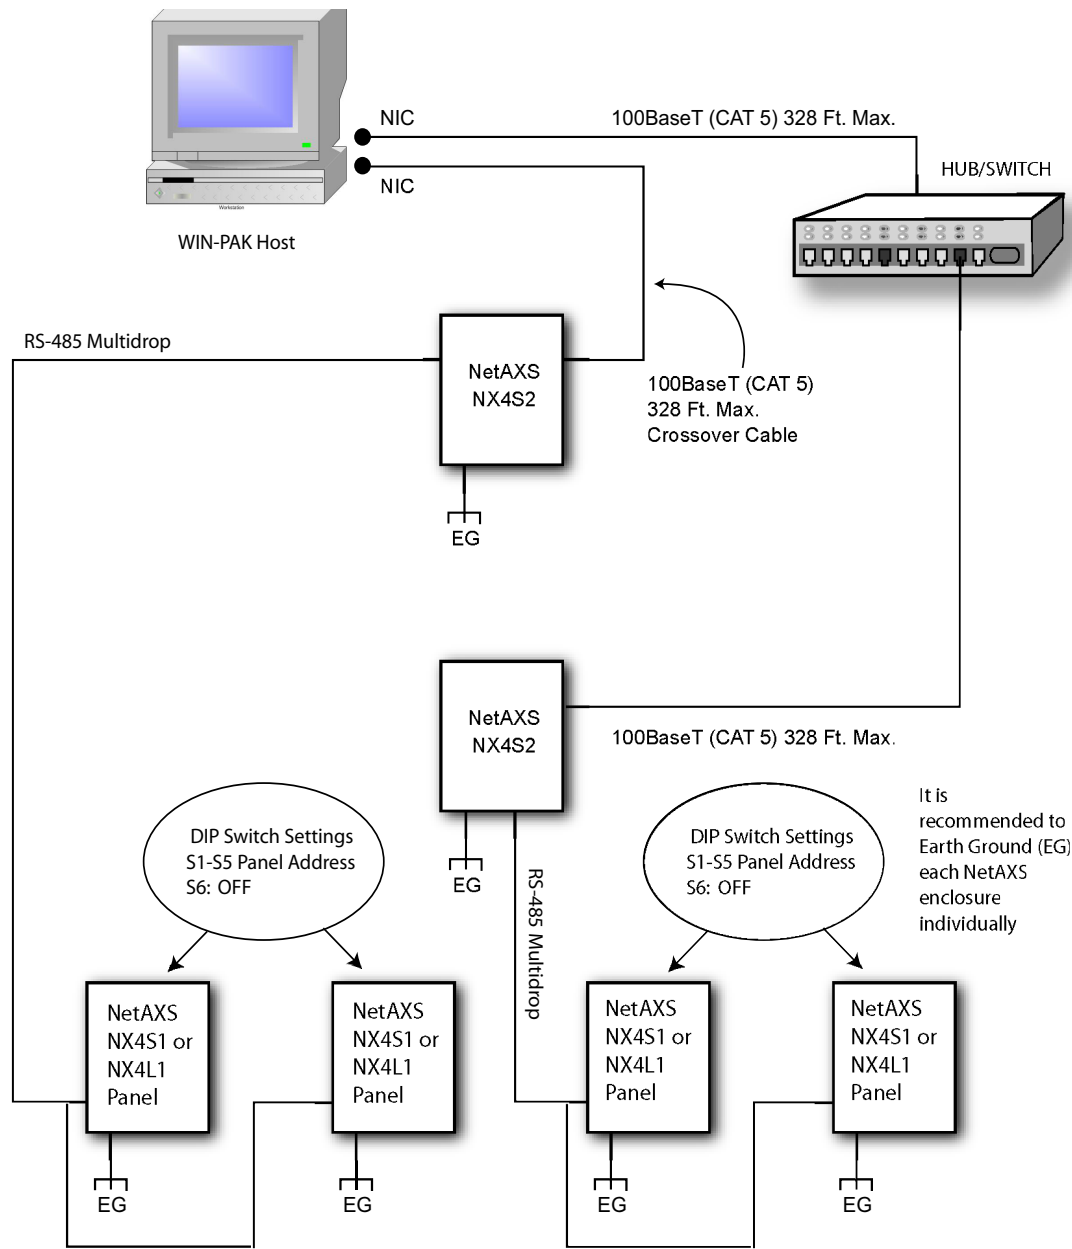 NIC
100BaseT (CAT 5) 328 Ft. Max.
HUB/SWITCH
NIC
Workstation
WIN-PAK Host
RS-485 Multidrop
NetAXS
NX4S2
100BaseT (CAT 5)
328 Ft. Max.
Crossover Cable
EG
NetAXS
NX4S2
100BaseT (CAT 5) 328 Ft. Max.
It is
recommended to
Earth Ground (EG)
each NetAXS
enclosure
individually
DIP Switch Settings
S1-S5 Panel Address
S6: OFF
EG
RS-485 Multidrop
DIP Switch Settings
S1-S5 Panel Address
S6: OFF
NetAXS
NX4S1 or
NX4L1
Panel
NetAXS
NX4S1 or
NX4L1
Panel
NetAXS
NX4S1 or
NX4L1
Panel
NetAXS
NX4S1 or
NX4L1
Panel
EG
EG
EG
EG